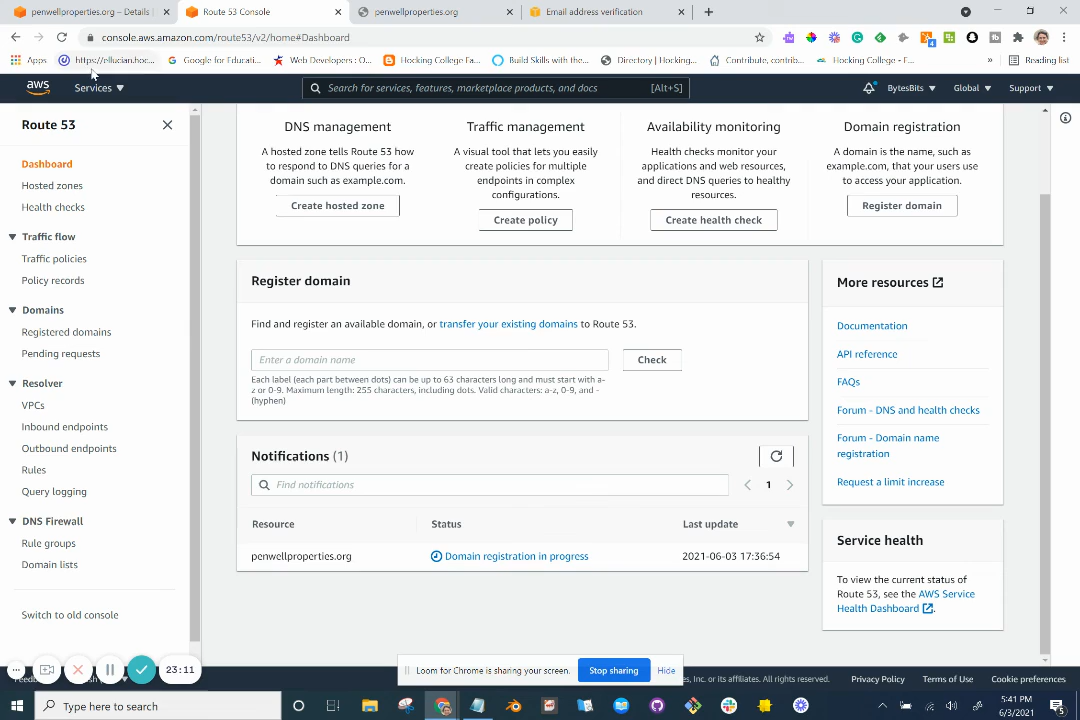 penwellproperties.org – Details |
Route 53 Console
penwellproperties.org
Email address verification
console.aws.amazon.com/route53/v2/home#Dashboard
Apps
https://ellucian.hoc...
Google for Educati...
Web Developers : O...
Hocking College Fa...
Build Skills with the...
Directory | Hocking...
Contribute, contrib...
Hocking College - F...
»
Reading list
aws
Services
Search for services, features, marketplace products, and docs
[Alt+S]
BytesBits
Global
Support
Route 53
Dashboard
Hosted zones
Health checks
Traffic flow
Traffic policies
Policy records
Domains
Registered domains
Pending requests
Resolver
VPCs
Inbound endpoints
Outbound endpoints
Rules
Query logging
DNS Firewall
Rule groups
Domain lists
Switch to old console
DNS management
A hosted zone tells Route 53 how
to respond to DNS queries for a
domain such as example.com.
Create hosted zone
Traffic management
A visual tool that lets you easily
create policies for multiple
endpoints in complex
configurations.
Create policy
Availability monitoring
Health checks monitor your
applications and web resources,
and direct DNS queries to healthy
resources.
Create health check
Domain registration
A domain is the name, such as
example.com, that your users use
to access your application.
Register domain
Register domain
Find and register an available domain, or transfer your existing domains to Route 53.
Enter a domain name
Check
Each label (each part between dots) can be up to 63 characters long and must start with a-
z or 0-9. Maximum length: 255 characters, including dots. Valid characters: a-z, 0-9, and -
(hyphen)
Notifications (1)
Find notifications
1
Resource
Status
Last update
penwellproperties.org
Domain registration in progress
2021-06-03 17:36:54
More resources
Documentation
API reference
FAQs
Forum - DNS and health checks
Forum - Domain name
registration
Request a limit increase
Service health
To view the current status of
Route 53, see the AWS Service
Health Dashboard .
23:11
Loom for Chrome is sharing your screen.
Stop sharing
Hide
es, Inc. or its affiliates. All rights reserved.
Privacy Policy
Terms of Use
Cookie preferences
Type here to search
5:41 PM
6/3/2021
5